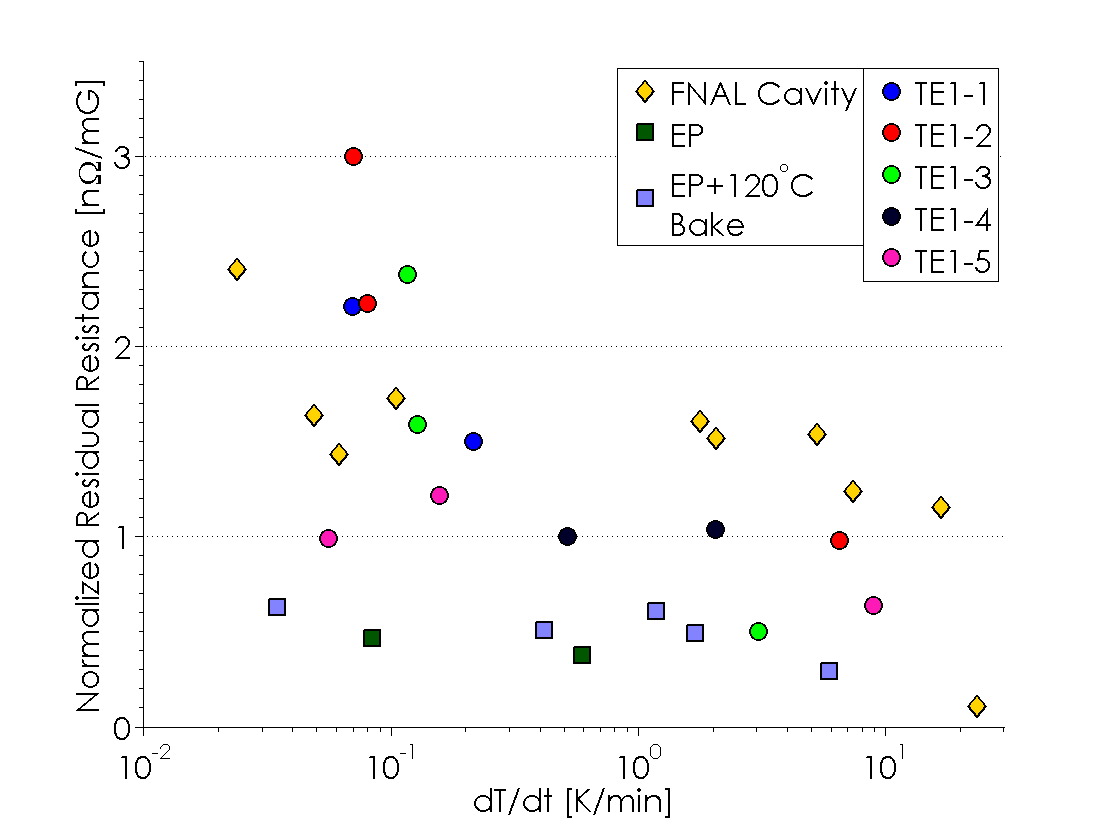 Normalized Residual Resistance [nΩ/mG]
3
2
1
0
FNAL Cavity
EP
EP+120°C
Bake
TE1-1
TE1-2
TE1-3
TE1-4
TE1-5
10^-2
10^-1
10^0
10^1
dT/dt [K/min]